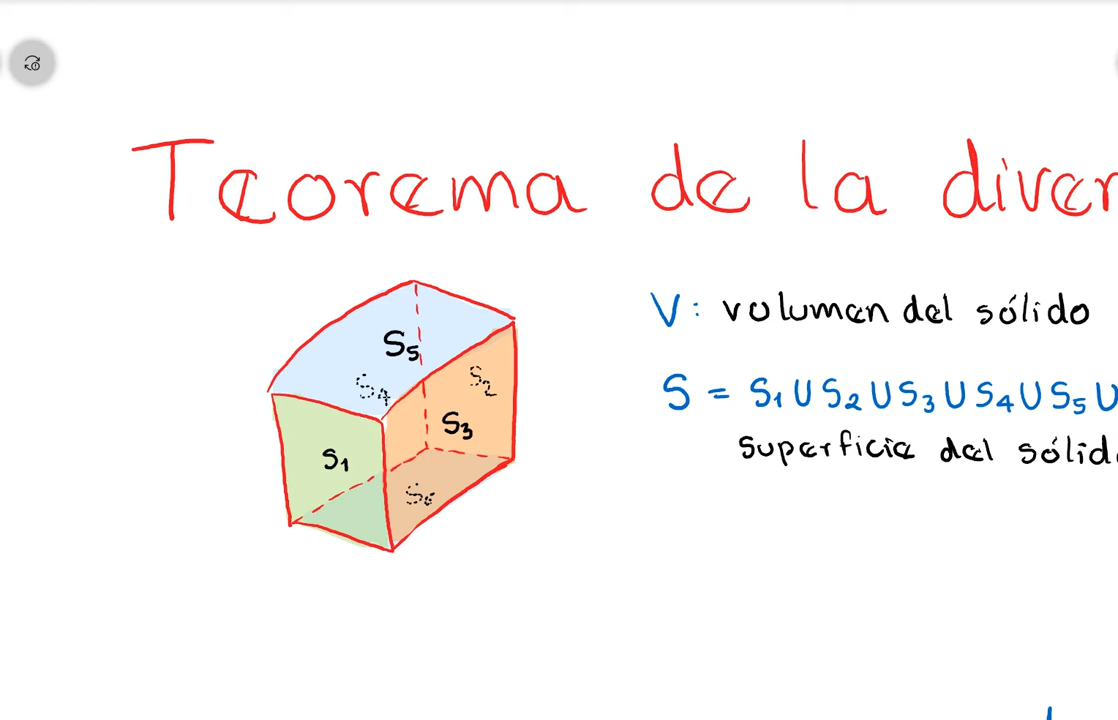 Teorema de la diver
V: volumen del sólido
S = S1 U S2 U S3 U S4 U S5 U
superficie del sólido
S5
S4
S2
S3
S1
S6